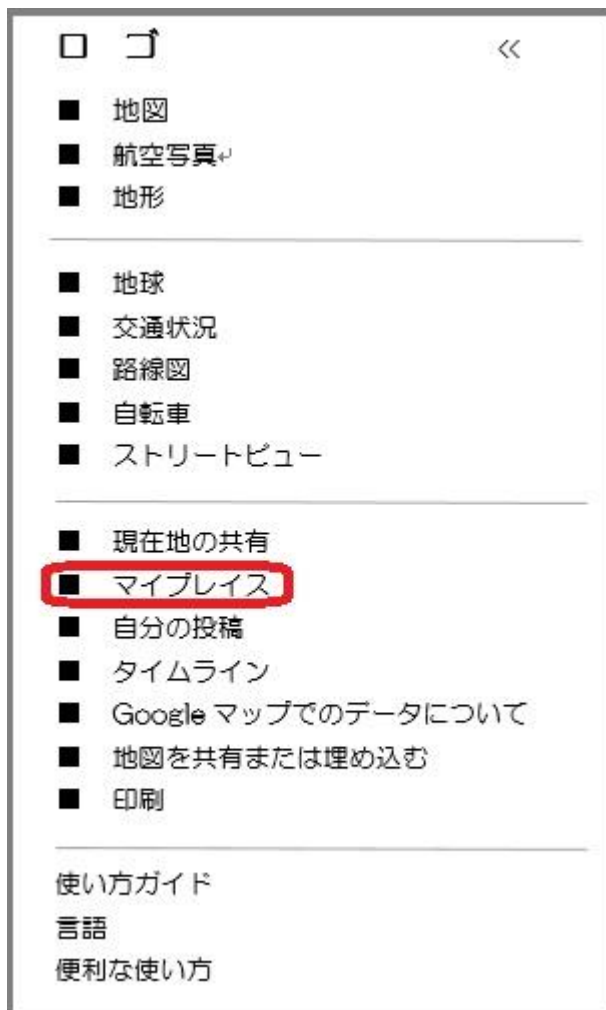 ロ ゴ «
■ 地図
■ 航空写真↵
■ 地形
■ 地球
■ 交通状況
■ 路線図
■ 自転車
■ ストリートビュー
■ 現在地の共有
■ マイプレイス
■ 自分の投稿
■ タイムライン
■ Google マップでのデータについて
■ 地図を共有または埋め込む
■ 印刷
使い方ガイド
言語
便利な使い方